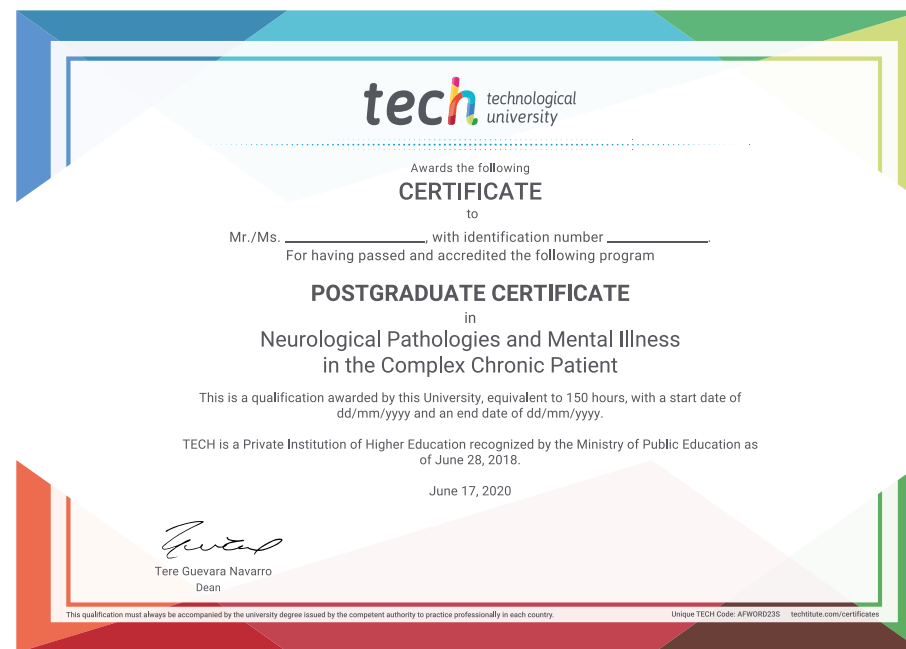 tech technological
university
Awards the following
CERTIFICATE
to
Mr./Ms. ____________________, with identification number ______________.
For having passed and accredited the following program
POSTGRADUATE CERTIFICATE
in
Neurological Pathologies and Mental Illness
in the Complex Chronic Patient
This is a qualification awarded by this University, equivalent to 150 hours, with a start date of
dd/mm/yyyy and an end date of dd/mm/yyyy.
TECH is a Private Institution of Higher Education recognized by the Ministry of Public Education as
of June 28, 2018.
June 17, 2020
Tere Guevara Navarro
Dean
This qualification must always be accompanied by the university degree issued by the competent authority to practice professionally in each country.
Unique TECH Code: AFWORD23S techtitute.com/certificates